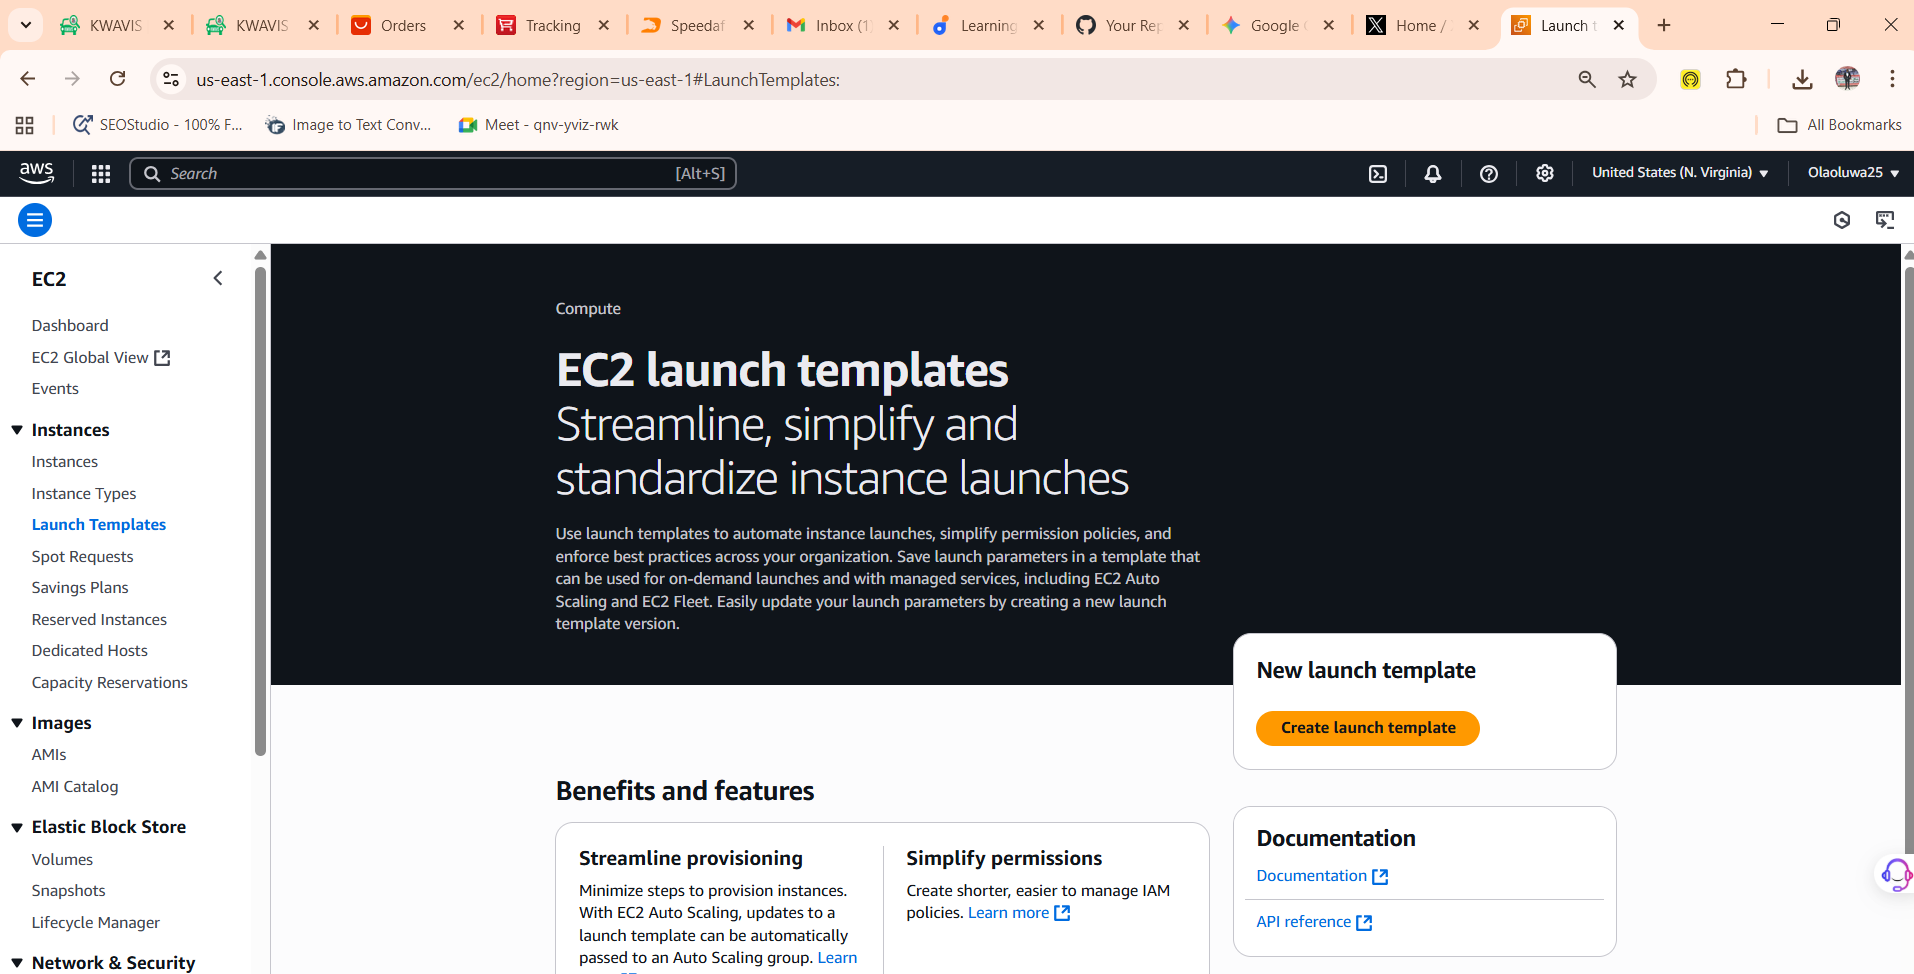 KWAVIS
KWAVIS
Orders
Tracking
Speedaf
Inbox (1)
Learning
Your Rep
Google
Home /
Launch t
us-east-1.console.aws.amazon.com/ec2/home?region=us-east-1#LaunchTemplates:
SEOStudio - 100% F...
Image to Text Conv...
Meet - qnv-yviz-rwk
All Bookmarks
aws
Search
[Alt+S]
United States (N. Virginia)
Olaoluwa25
EC2
Dashboard
EC2 Global View
Events
Instances
Instances
Instance Types
Launch Templates
Spot Requests
Savings Plans
Reserved Instances
Dedicated Hosts
Capacity Reservations
Images
AMIs
AMI Catalog
Elastic Block Store
Volumes
Snapshots
Lifecycle Manager
Network & Security
Compute
EC2 launch templates
Streamline, simplify and
standardize instance launches
Use launch templates to automate instance launches, simplify permission policies, and
enforce best practices across your organization. Save launch parameters in a template that
can be used for on-demand launches and with managed services, including EC2 Auto
Scaling and EC2 Fleet. Easily update your launch parameters by creating a new launch
template version.
New launch template
Create launch template
Benefits and features
Streamline provisioning
Minimize steps to provision instances.
With EC2 Auto Scaling, updates to a
launch template can be automatically
passed to an Auto Scaling group. Learn
Simplify permissions
Create shorter, easier to manage IAM
policies. Learn more
Documentation
Documentation
API reference